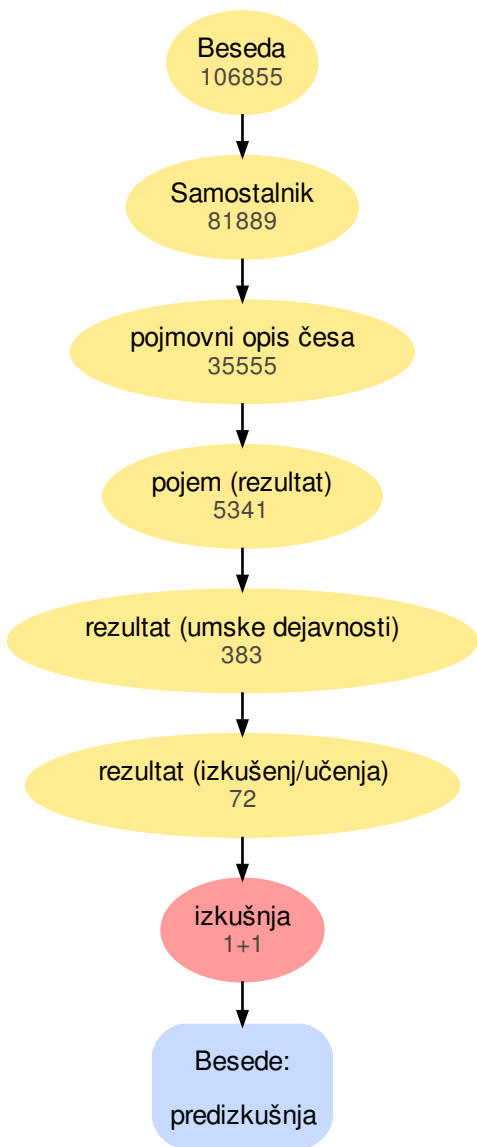 Beseda
106855
Samostalnik
81889
pojmovni opis česa
35555
pojem (rezultat)
5341
rezultat (umske dejavnosti)
383
rezultat (izkušenj/učenja)
72
izkušnja
1+1
Besede:
predizkušnja